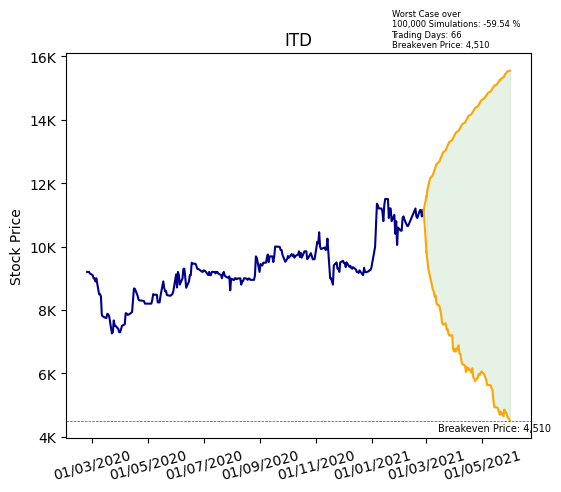 Worst Case over
100,000 Simulations: -59.54 %
Trading Days: 66
Breakeven Price: 4,510
ITD
16K
14K
12K
10K
8K
6K
4K
Stock Price
Breakeven Price: 4,510
01/03/2020
01/05/2020
01/07/2020
01/09/2020
01/11/2020
01/01/2021
01/03/2021
01/05/2021